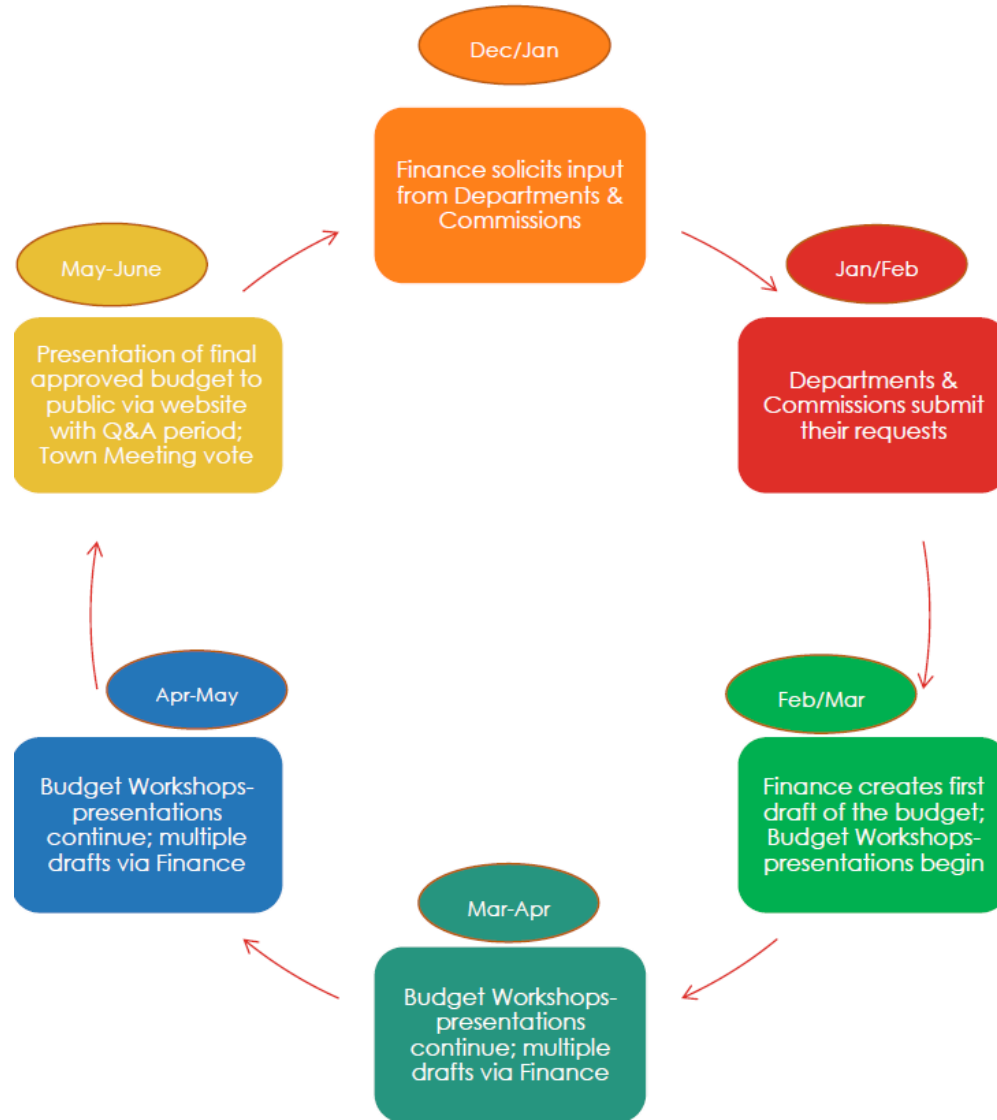 Dec/Jan
Finance solicits input
from Departments &
Commissions
Jan/Feb
Departments &
Commissions submit
their requests
Feb/Mar
Finance creates first
draft of the budget;
Budget Workshops-
presentations begin
Mar-Apr
Budget Workshops-
presentations
continue; multiple
drafts via Finance
Apr-May
Budget Workshops-
presentations
continue; multiple
drafts via Finance
May-June
Presentation of final
approved budget to
public via website
with Q&A period;
Town Meeting vote